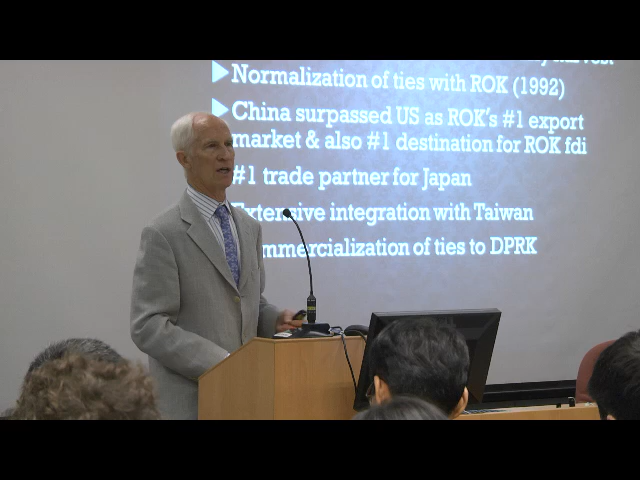 Normalization of ties with ROK (1992)
China surpassed US as ROK's #1 export
market & also #1 destination for ROK fdi
#1 trade partner for Japan
Extensive integration with Taiwan
mmercialization of ties to DPRK